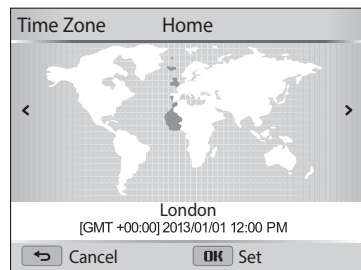 Time Zone Home
London
[GMT +00:00] 2013/01/01 12:00 PM
Cancel OK Set